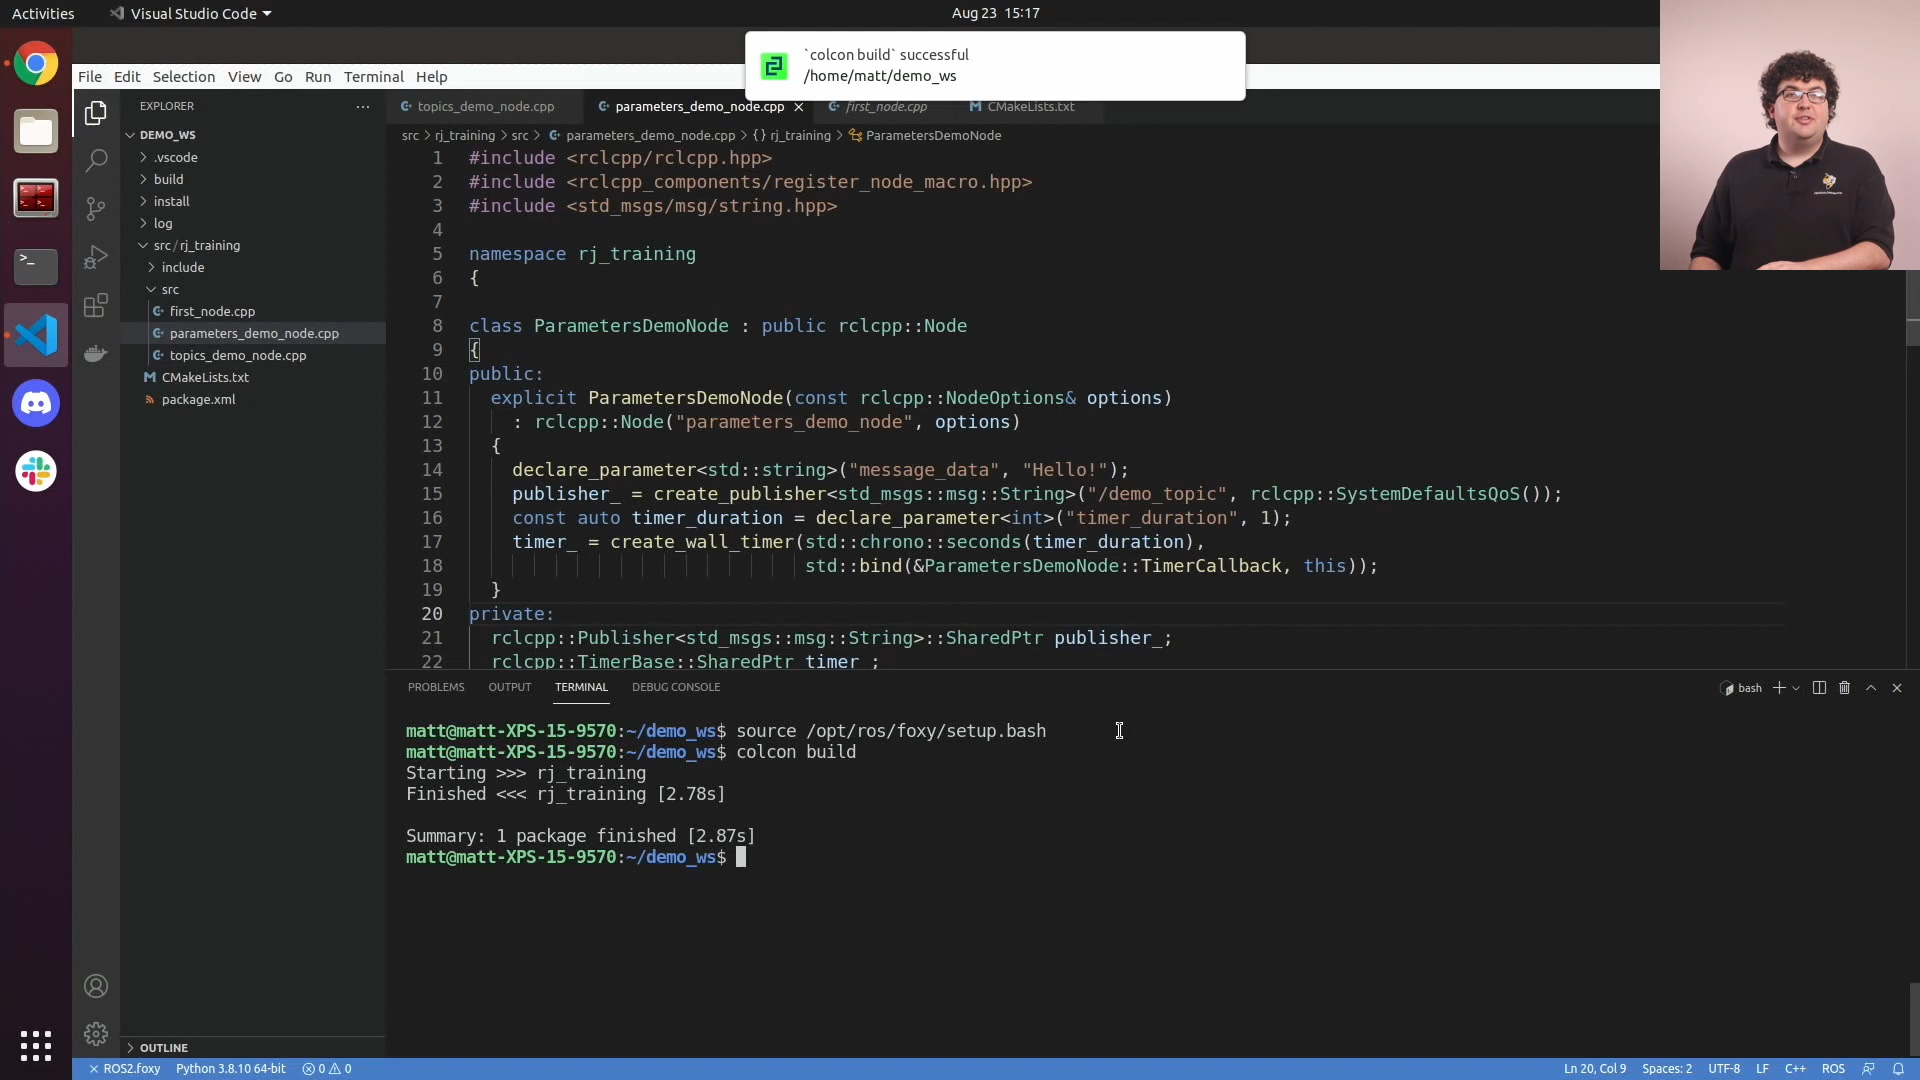 Activities
Visual Studio Code
Aug 23 15:17
`colcon build` successful
/home/matt/demo_ws
File Edit Selection View Go Run Terminal Help
EXPLORER
DEMO_WS
.vscode
build
install
log
src/rj_training
include
src
first_node.cpp
parameters_demo_node.cpp
topics_demo_node.cpp
CMakeLists.txt
package.xml
OUTLINE
topics_demo_node.cpp
parameters_demo_node.cpp
first_node.cpp
CMakeLists.txt
src > rj_training > src > parameters_demo_node.cpp > {} rj_training > ParametersDemoNode
1 #include <rclcpp/rclcpp.hpp>
2 #include <rclcpp_components/register_node_macro.hpp>
3 #include <std_msgs/msg/string.hpp>
4
5 namespace rj_training
6 {
7
8 class ParametersDemoNode : public rclcpp::Node
9 {
10 public:
11 explicit ParametersDemoNode(const rclcpp::NodeOptions& options)
12 : rclcpp::Node("parameters_demo_node", options)
13 {
14 declare_parameter<std::string>("message_data", "Hello!");
15 publisher_ = create_publisher<std_msgs::msg::String>("/demo_topic", rclcpp::SystemDefaultsQoS());
16 const auto timer_duration = declare_parameter<int>("timer_duration", 1);
17 timer_ = create_wall_timer(std::chrono::seconds(timer_duration),
18 std::bind(&ParametersDemoNode::TimerCallback, this));
19 }
20 private:
21 rclcpp::Publisher<std_msgs::msg::String>::SharedPtr publisher_;
22 rclcpp::TimerBase::SharedPtr timer_;
PROBLEMS OUTPUT TERMINAL DEBUG CONSOLE
bash
matt@matt-XPS-15-9570:~/demo_ws$ source /opt/ros/foxy/setup.bash
matt@matt-XPS-15-9570:~/demo_ws$ colcon build
Starting >>> rj_training
Finished <<< rj_training [2.78s]
Summary: 1 package finished [2.87s]
matt@matt-XPS-15-9570:~/demo_ws$
ROS2.foxy Python 3.8.10 64-bit 0 0
Ln 20, Col 9 Spaces: 2 UTF-8 LF C++ ROS